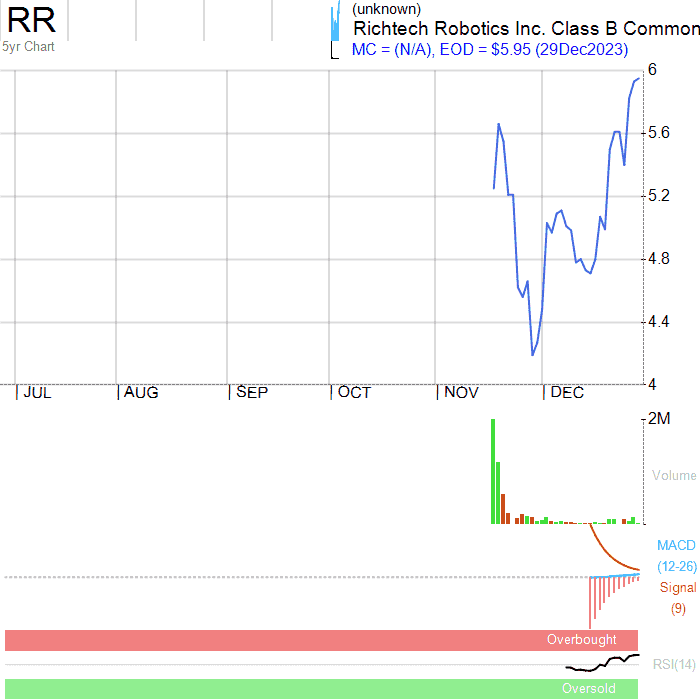 RR
5yr Chart
(unknown)
Richtech Robotics Inc. Class B Common
MC = (N/A), EOD = $5.95 (29Dec2023)
6
5.6
5.2
4.8
4.4
4
JUL AUG SEP OCT NOV DEC
2M
Volume
MACD
(12-26)
Signal
(9)
Overbought
RSI(14)
Oversold